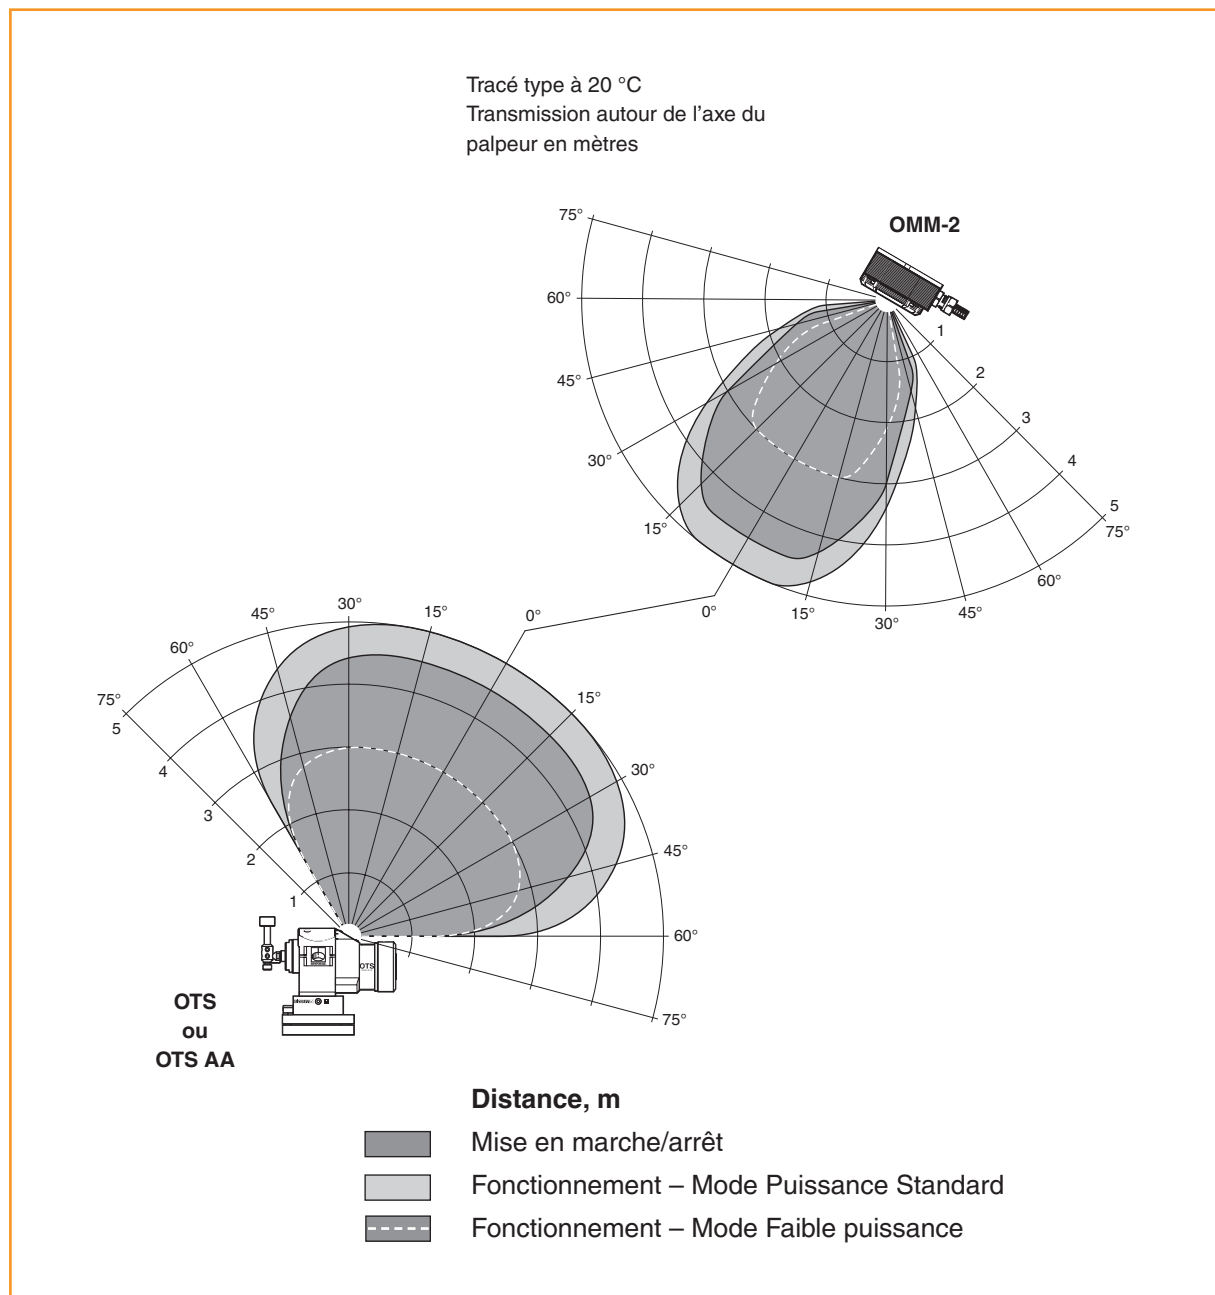 Tracé type à 20 °C
Transmission autour de l'axe du
palpeur en mètres
OMM-2
75°
60°
45°
30°
15°
0°
15°
30°
45°
60°
75°
1
2
3
4
5
75°
60°
45°
30°
15°
0°
15°
30°
45°
60°
75°
5
4
3
2
1
OTS
OTS
ou
OTS AA
Distance, m
Mise en marche/arrêt
Fonctionnement – Mode Puissance Standard
Fonctionnement – Mode Faible puissance